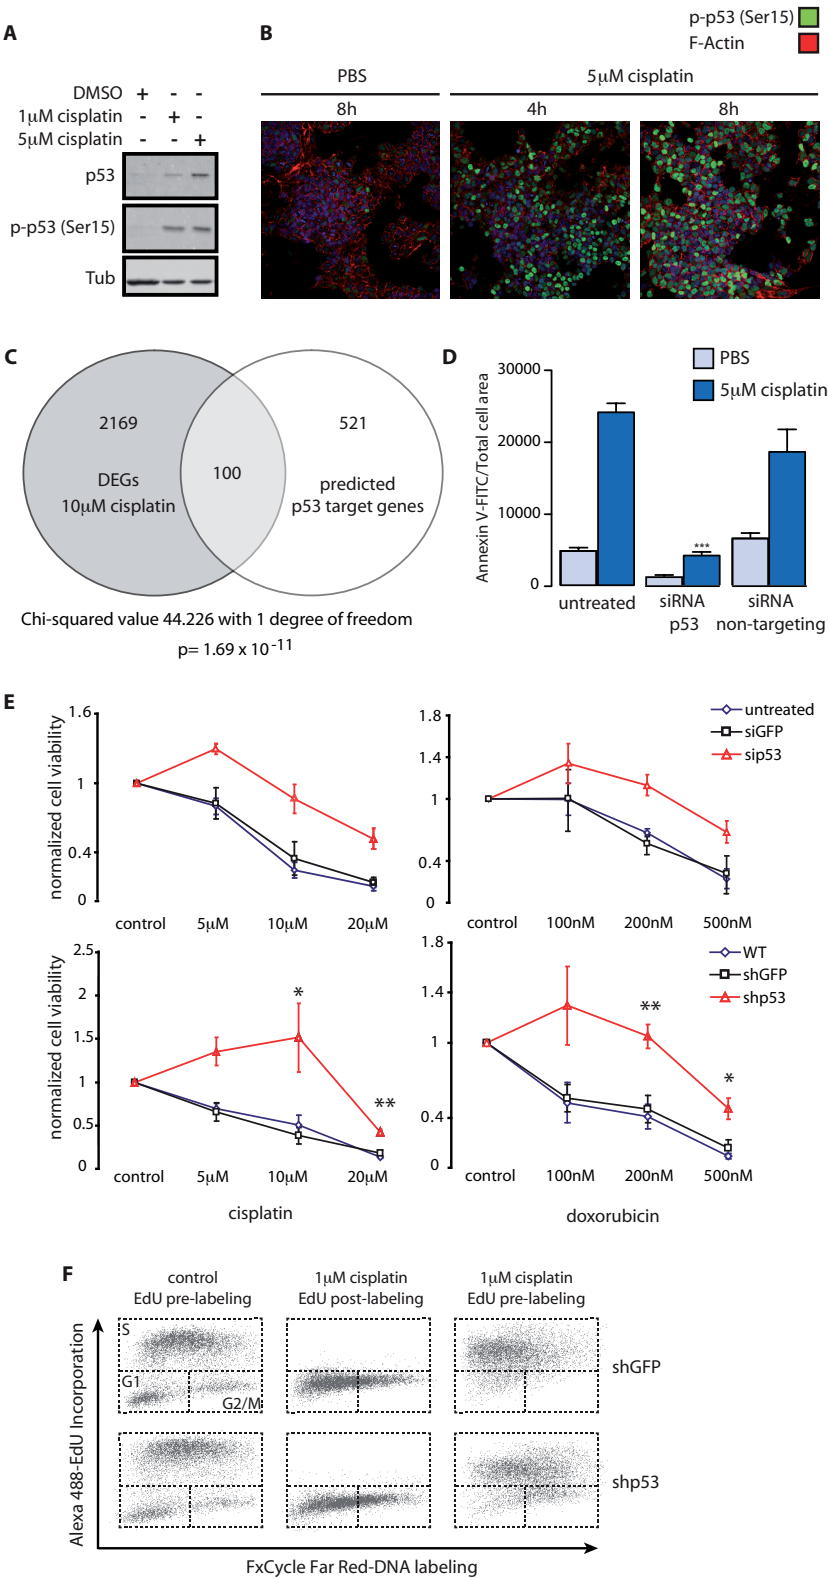 p-p53 (Ser15)
F-Actin
A
DMSO + - -
1µM cisplatin - + -
5µM cisplatin - - +
p53
p-p53 (Ser15)
Tub
B
PBS 5µM cisplatin
8h 4h 8h
C
2169 521
100
DEGs
10µM cisplatin
predicted
p53 target genes
Chi-squared value 44.226 with 1 degree of freedom
p= 1.69 x 10 -11
D
PBS
5µM cisplatin
Annexin V-FITC/Total cell area
30000
20000
10000
0
***
untreated
siRNA
p53
siRNA
non-targeting
E
normalized cell viability
1.6
1
0.4
0
control 5µM 10µM 20µM
1.8
1.4
1
0.4
0
control 100nM 200nM 500nM
untreated
siGFP
sip53
normalized cell viability
2.5
2
1.5
1
0.5
0
*
**
control 5µM 10µM 20µM
cisplatin
1.8
1.4
1
0.4
0
**
*
control 100nM 200nM 500nM
doxorubicin
WT
shGFP
shp53
F
control
EdU pre-labeling
1µM cisplatin
EdU post-labeling
1µM cisplatin
EdU pre-labeling
Alexa 488-EdU Incorporation
S
G1
G2/M
shGFP
shp53
FxCycle Far Red-DNA labeling